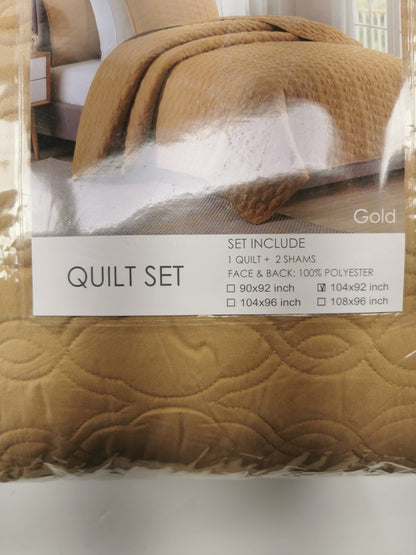 Gold
QUILT SET
SET INCLUDE
1 QUILT + 2 SHAMS
FACE & BACK: 100% POLYESTER
☐ 90x92 inch ☑ 104x92 inch
☐ 104x96 inch ☐ 108x96 inch